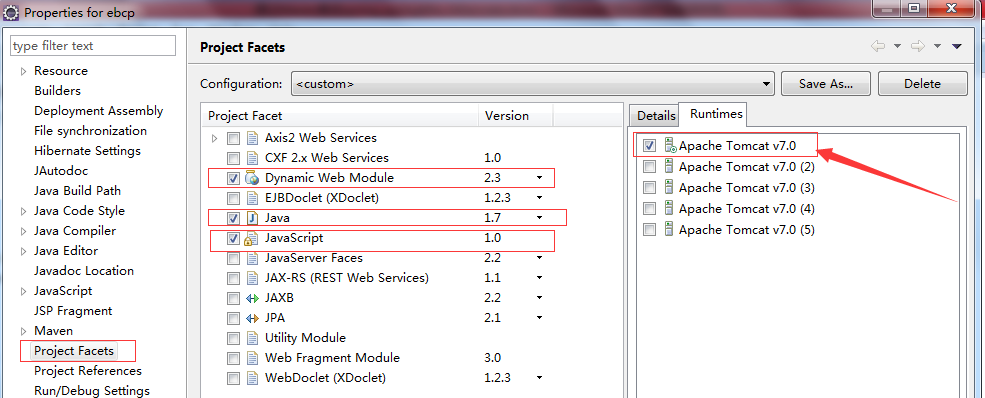 Properties for ebcp
type filter text
Resource
Builders
Deployment Assembly
File synchronization
Hibernate Settings
JAutodoc
Java Build Path
Java Code Style
Java Compiler
Java Editor
Javadoc Location
JavaScript
JSP Fragment
Maven
Project Facets
Project References
Run/Debug Settings
Project Facets
Configuration: <custom> Save As... Delete
Project Facet Version
Axis2 Web Services
CXF 2.x Web Services 1.0
Dynamic Web Module 2.3
EJBDoclet (XDoclet) 1.2.3
Java 1.7
JavaScript 1.0
JavaServer Faces 2.2
JAX-RS (REST Web Services) 1.1
JAXB 2.2
JPA 2.1
Utility Module
Web Fragment Module 3.0
WebDoclet (XDoclet) 1.2.3
Details Runtimes
Apache Tomcat v7.0
Apache Tomcat v7.0 (2)
Apache Tomcat v7.0 (3)
Apache Tomcat v7.0 (4)
Apache Tomcat v7.0 (5)